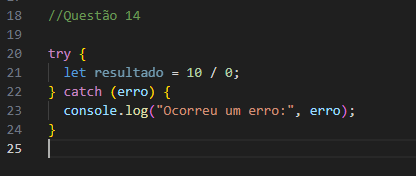 18 //Questão 14
19
20 try {
21 let resultado = 10 / 0;
22 } catch (erro) {
23 console.log("Ocorreu um erro:", erro);
24 }
25